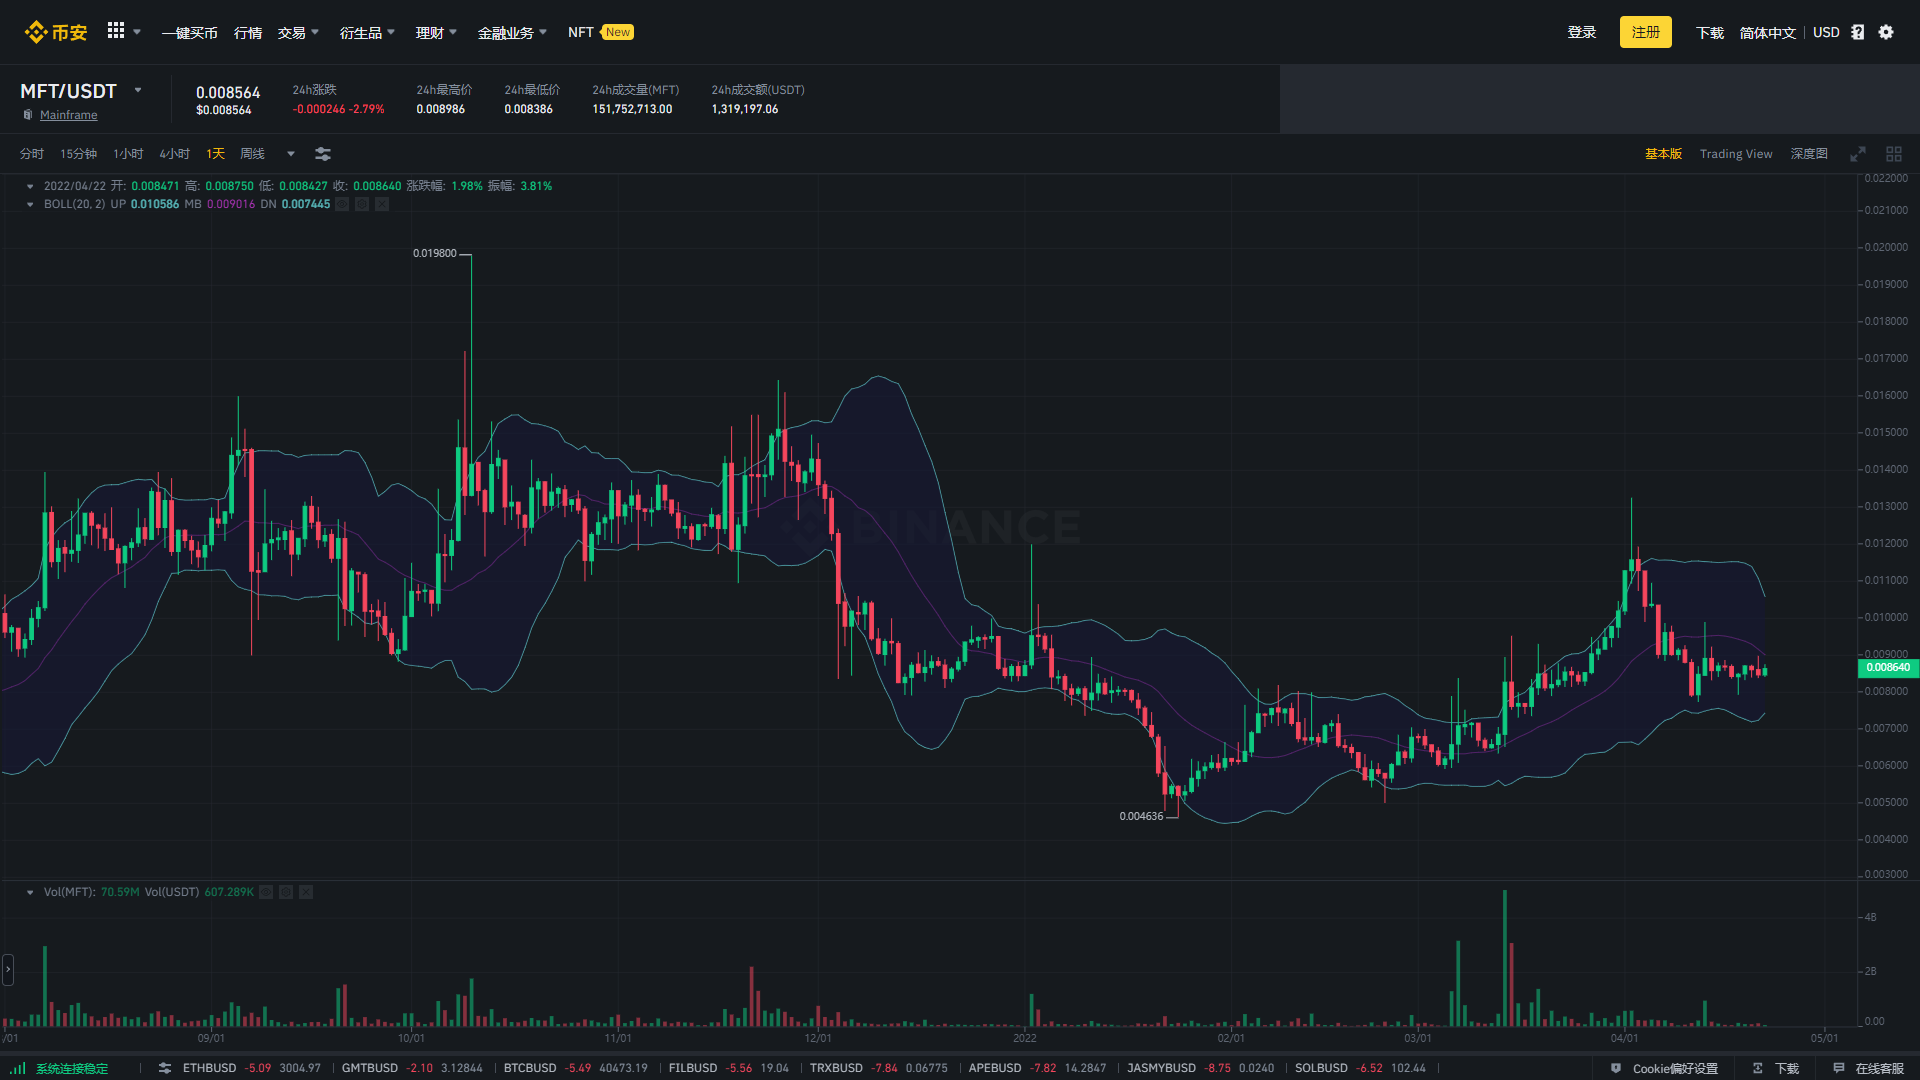 币安 一键买币 行情 交易 衍生品 理财 金融业务 NFT New 登录 注册 下载 简体中文 USD
MFT/USDT
Mainframe
0.008564
$0.008564
24h涨跌
-0.000246 -2.79%
24h最高价
0.008986
24h最低价
0.008386
24h成交量(MFT)
151,752,713.00
24h成交额(USDT)
1,319,197.06
分时 15分钟 1小时 4小时 1天 周线 基本版 Trading View 深度图
2022/04/22 开: 0.008471 高: 0.008750 低: 0.008427 收: 0.008640 涨跌幅: 1.98% 振幅: 3.81%
BOLL(20, 2) UP 0.010586 MB 0.009016 DN 0.007445
0.022000
0.021000
0.020000
0.019800
0.019000
0.018000
0.017000
0.016000
0.015000
0.014000
0.013000
BINANCE
0.012000
0.011000
0.010000
0.009000
0.008640
0.008000
0.007000
0.006000
0.005000
0.004636
0.004000
0.003000
Vol(MFT): 70.59M Vol(USDT) 607.289K
4B
2B
0.00
/01 09/01 10/01 11/01 12/01 2022 02/01 03/01 04/01 05/01
系统连接稳定 ETHBUSD -5.09 3004.97 GMTBUSD -2.10 3.12844 BTCBUSD -5.49 40473.19 FILBUSD -5.56 19.04 TRXBUSD -7.84 0.06775 APEBUSD -7.82 14.2847 JASMYBUSD -8.75 0.0240 SOLBUSD -6.52 102.44 Cookie偏好设置 下载 在线客服